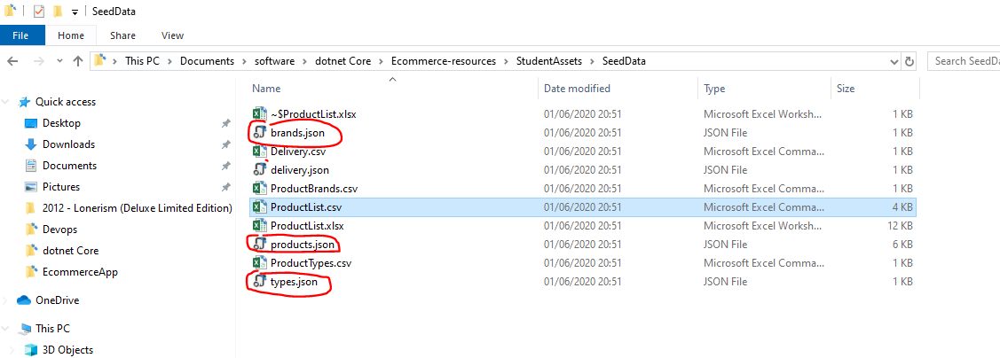 SeedData
File Home Share View
This PC Documents software dotnet Core Ecommerce-resources StudentAssets SeedData Search SeedD
Name Date modified Type Size
Quick access
Desktop
Downloads
Documents
Pictures
2012 - Lonerism (Deluxe Limited Edition)
Devops
dotnet Core
EcommerceApp
OneDrive
This PC
3D Objects
~$ProductList.xlsx 01/06/2020 20:51 Microsoft Excel Worksh... 1 KB
brands.json 01/06/2020 20:51 JSON File 1 KB
Delivery.csv 01/06/2020 20:51 Microsoft Excel Comma... 1 KB
delivery.json 01/06/2020 20:51 JSON File 1 KB
ProductBrands.csv 01/06/2020 20:51 Microsoft Excel Comma... 1 KB
ProductList.csv 01/06/2020 20:51 Microsoft Excel Comma... 4 KB
ProductList.xlsx 01/06/2020 20:51 Microsoft Excel Worksh... 12 KB
products.json 01/06/2020 20:51 JSON File 6 KB
ProductTypes.csv 01/06/2020 20:51 Microsoft Excel Comma... 1 KB
types.json 01/06/2020 20:51 JSON File 1 KB